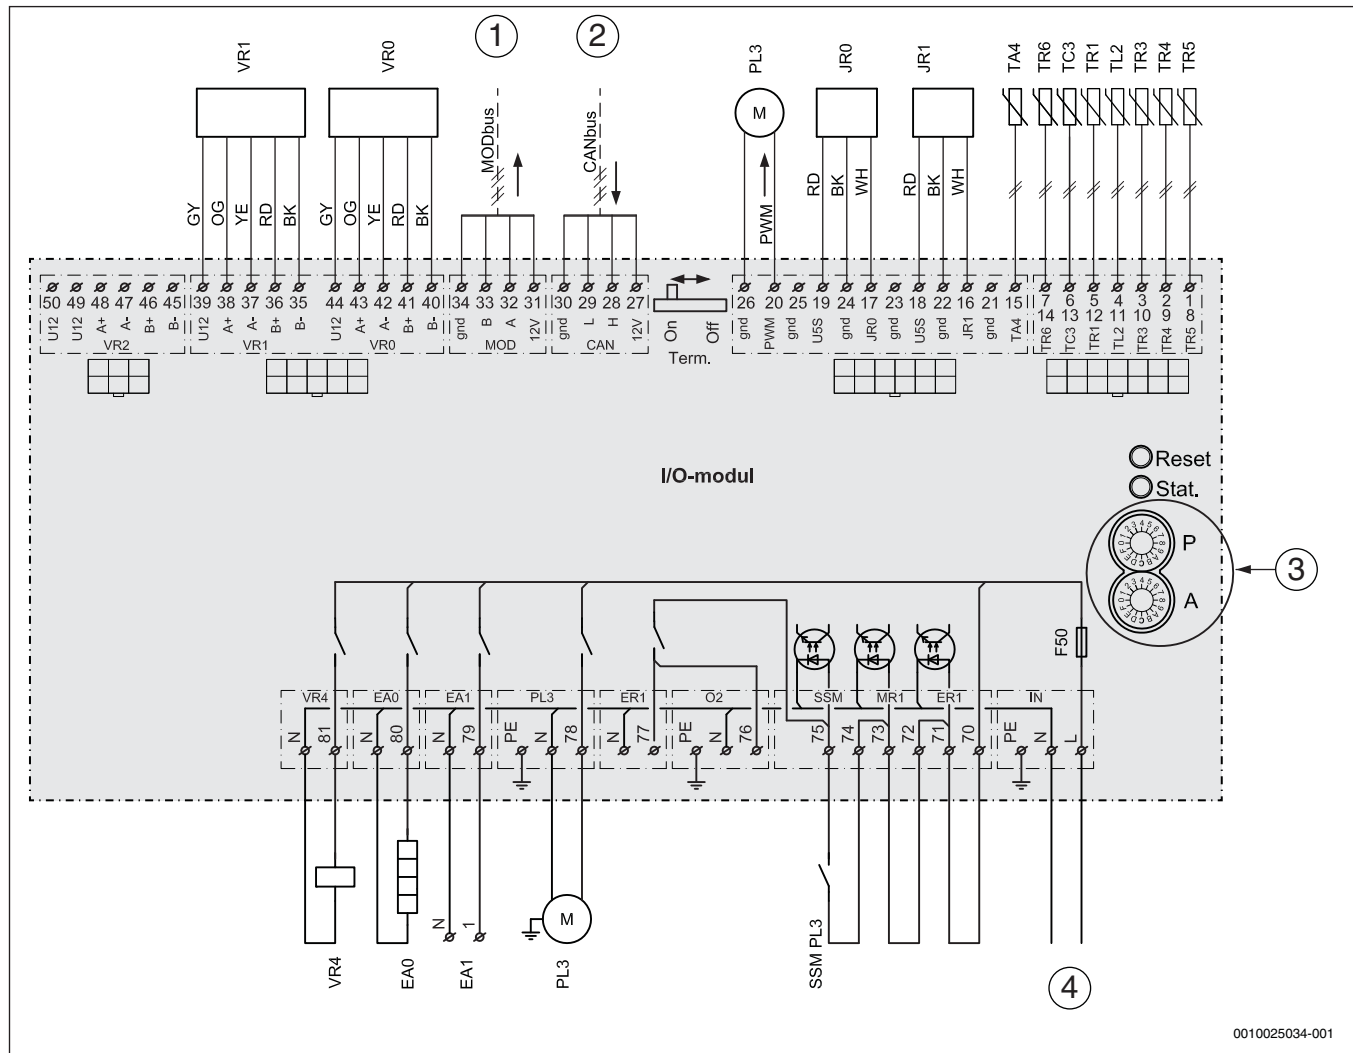 1 2
VR1 VR0 PL3 JR0 JR1 TA4 TR6 TC3 TR1 TL2 TR3 TR4 TR5
MODbus CANbus M
GY OG YE RD BK GY OG YE RD BK PWM RD BK WH RD BK WH
50 49 48 47 46 45 39 38 37 36 35 44 43 42 41 40 34 33 32 31 30 29 28 27 26 20 25 19 24 17 23 18 22 16 21 15 7 6 5 4 3 2 1
14 13 12 11 10 9 8
U12 U12 A+ A- B+ B- U12 A+ A- B+ B- U12 A+ A- B+ B- gnd B A 12V gnd L H 12V On Off gnd PWM gnd U5S gnd JR0 gnd U5S gnd JR1 gnd TA4 TR6 TC3 TR1 TL2 TR3 TR4 TR5
VR2 VR1 VR0 MOD CAN
Term.
I/O-modul
Reset
Stat.
P
3
A
F50
VR4 EA0 EA1 PL3 ER1 O2 SSM MR1 ER1 IN
N 81 N 80 N 79 PE N 78 N 77 PE N 76 75 74 73 72 71 70 PE N L
N 1 M
VR4 EA0 EA1 PL3 SSM PL3 4
0010025034-001